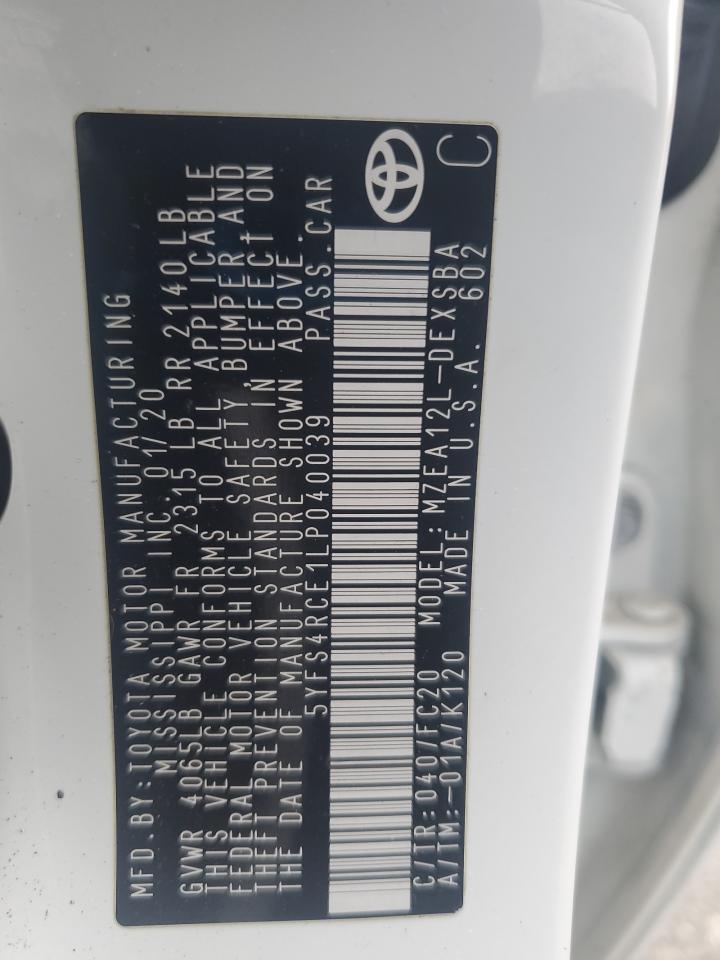 MFD.BY:TOYOTA MOTOR MANUFACTURING
MISSISSIPPI INC. 01/20
GVWR 4065LB GAWR FR 2315 LB RR 2140LB
THIS VEHICLE CONFORMS TO ALL APPLICABLE
FEDERAL MOTOR VEHICLE SAFETY, BUMPER AND
THEFT PREVENTION STANDARDS IN EFFECT ON
THE DATE OF MANUFACTURE SHOWN ABOVE.
5YFS4RCE1LP040039 PASS.CAR
C/TR:040/FC20 MODEL:MZEA12L-DEXSBA
A/TM:-01A/K120 MADE IN U.S.A. 602
C